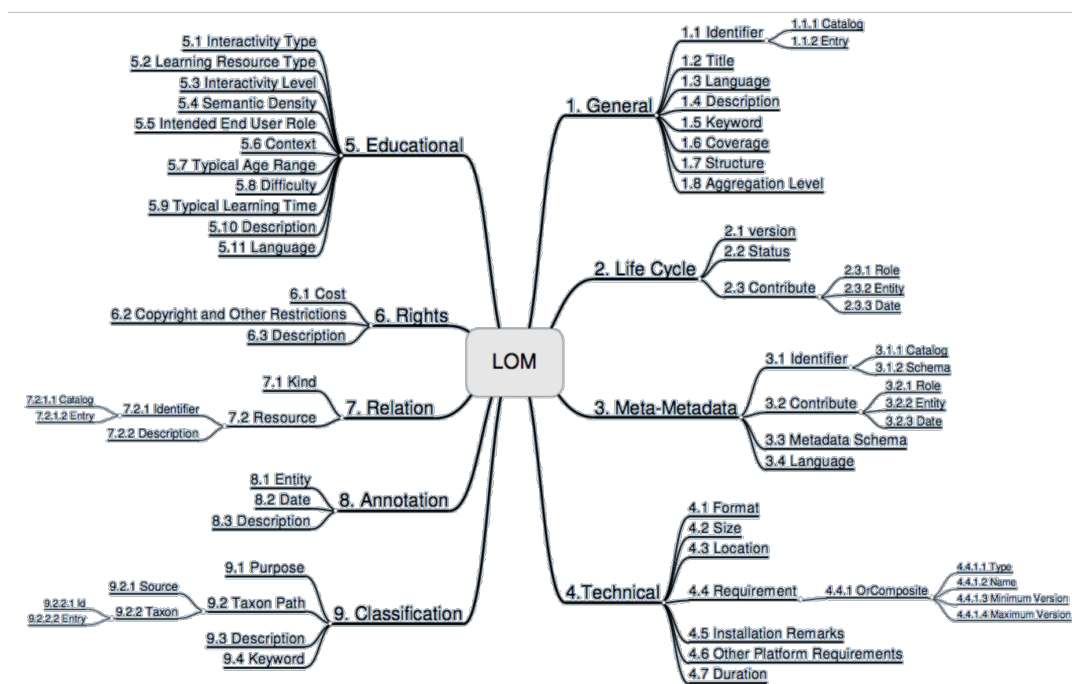 LOM
1. General
1.1 Identifier
1.1.1 Catalog
1.1.2 Entry
1.2 Title
1.3 Language
1.4 Description
1.5 Keyword
1.6 Coverage
1.7 Structure
1.8 Aggregation Level
2. Life Cycle
2.1 version
2.2 Status
2.3 Contribute
2.3.1 Role
2.3.2 Entity
2.3.3 Date
3. Meta-Metadata
3.1 Identifier
3.1.1 Catalog
3.1.2 Schema
3.2 Contribute
3.2.1 Role
3.2.2 Entity
3.2.3 Date
3.3 Metadata Schema
3.4 Language
4.Technical
4.1 Format
4.2 Size
4.3 Location
4.4 Requirement
4.4.1 OrComposite
4.4.1.1 Type
4.4.1.2 Name
4.4.1.3 Minimum Version
4.4.1.4 Maximum Version
4.5 Installation Remarks
4.6 Other Platform Requirements
4.7 Duration
5. Educational
5.1 Interactivity Type
5.2 Learning Resource Type
5.3 Interactivity Level
5.4 Semantic Density
5.5 Intended End User Role
5.6 Context
5.7 Typical Age Range
5.8 Difficulty
5.9 Typical Learning Time
5.10 Description
5.11 Language
6. Rights
6.1 Cost
6.2 Copyright and Other Restrictions
6.3 Description
7. Relation
7.1 Kind
7.2 Resource
7.2.1 Identifier
7.2.1.1 Catalog
7.2.1.2 Entry
7.2.2 Description
8. Annotation
8.1 Entity
8.2 Date
8.3 Description
9. Classification
9.1 Purpose
9.2 Taxon Path
9.2.1 Source
9.2.2 Taxon
9.2.2.1 Id
9.2.2.2 Entry
9.3 Description
9.4 Keyword